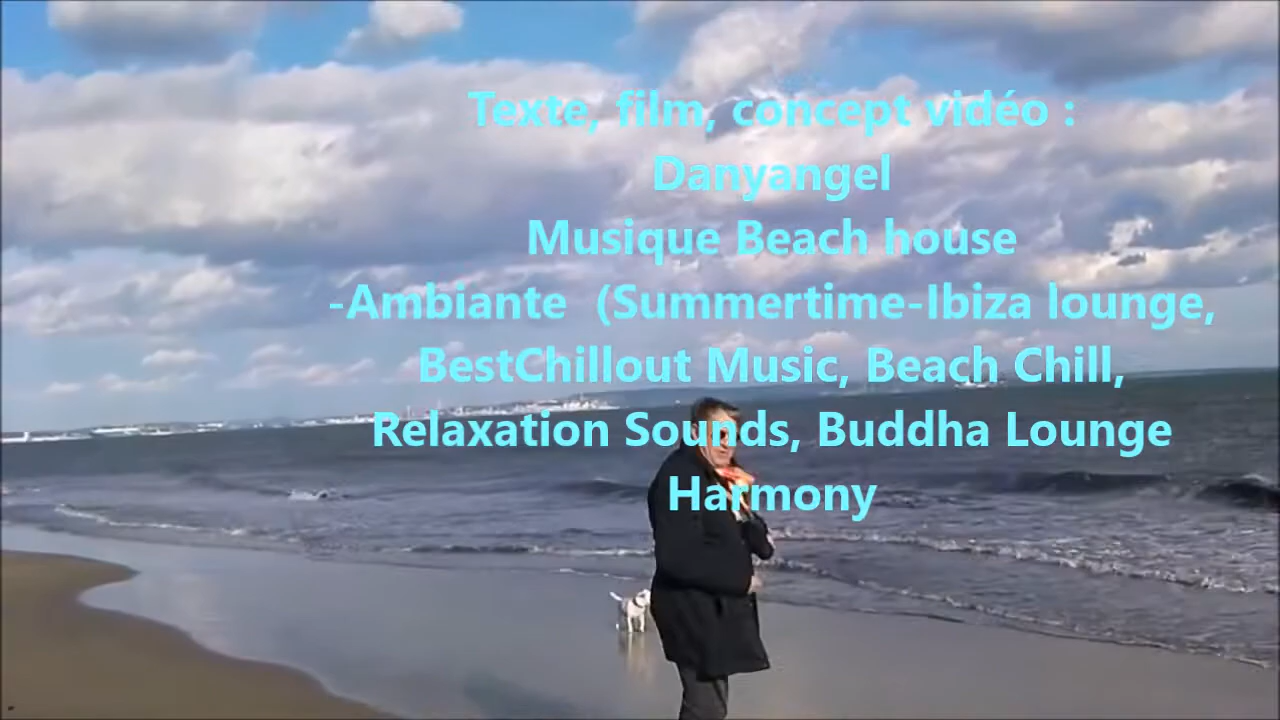 Texte, film, concept vidéo :
Danyangel
Musique Beach house
-Ambiante  (Summertime-Ibiza lounge,
BestChillout Music, Beach Chill,
Relaxation Sounds, Buddha Lounge
Harmony